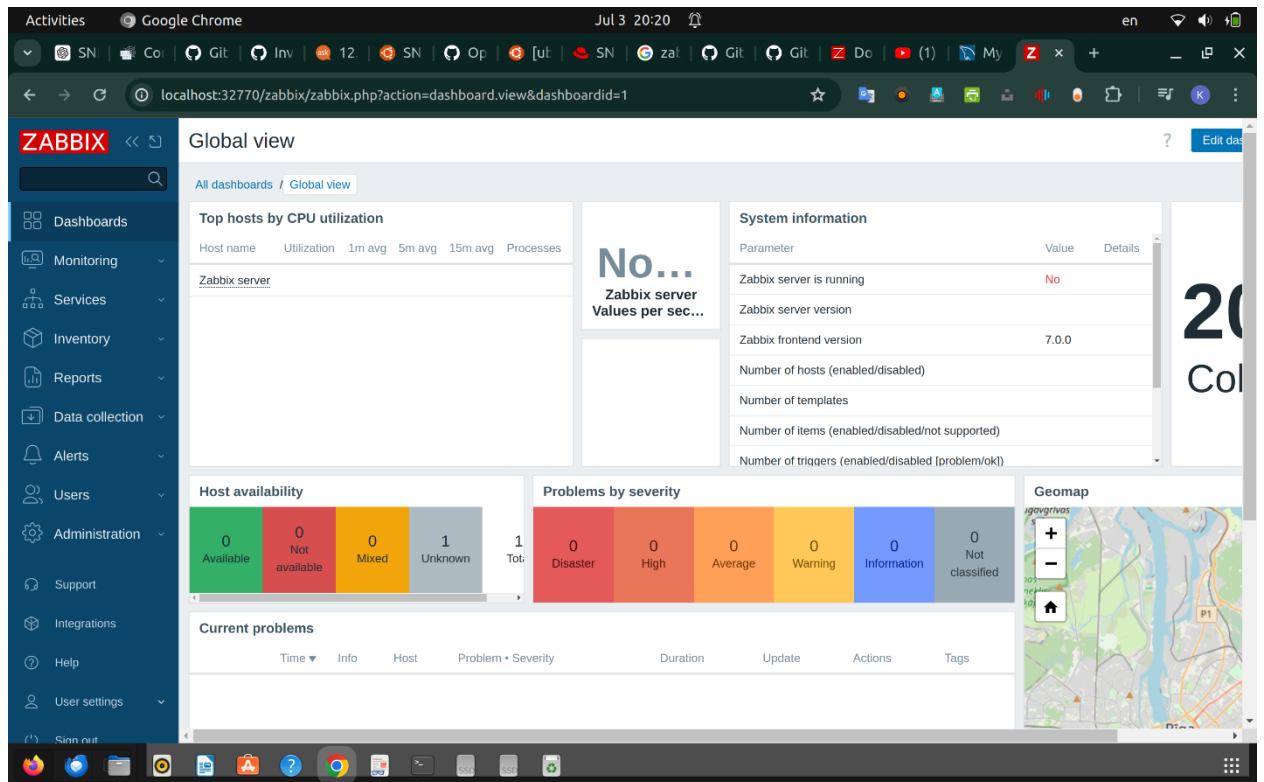 Activities Google Chrome Jul 3 20:20 en
SN Co Git Inv 12. SN Op [ub SN zab Git Git Do (1) My
localhost:32770/zabbix/zabbix.php?action=dashboard.view&dashboardid=1 K
ZABBIX
Global view
? Edit das
All dashboards / Global view
Dashboards
Monitoring
Services
Inventory
Reports
Data collection
Alerts
Users
Administration
Support
Integrations
Help
User settings
Sign out
Top hosts by CPU utilization
Host name Utilization 1m avg 5m avg 15m avg Processes
Zabbix server
No...
Zabbix server
Values per sec...
System information
Parameter Value Details
Zabbix server is running No
Zabbix server version
Zabbix frontend version 7.0.0
Number of hosts (enabled/disabled)
Number of templates
Number of items (enabled/disabled/not supported)
Number of triggers (enabled/disabled [problem/ok])
20
Col
Host availability
0 Available
0 Not available
0 Mixed
1 Unknown
1 Tota
Problems by severity
0 Disaster
0 High
0 Average
0 Warning
0 Information
0 Not classified
Geomap
+
−
P1
Current problems
Time Info Host Problem • Severity Duration Update Actions Tags